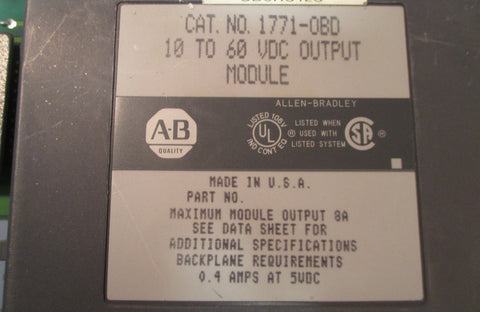 CAT. NO. 1771-OBD
10 TO 60 VDC OUTPUT
MODULE
ALLEN-BRADLEY
A-B
QUALITY
LISTED 106V
UL
IND CONT EQ
®
LISTED WHEN
USED WITH
LISTED SYSTEM
SA
®
MADE IN U.S.A.
PART NO.
MAXIMUM MODULE OUTPUT 8A
SEE DATA SHEET FOR
ADDITIONAL SPECIFICATIONS
BACKPLANE REQUIREMENTS
0.4 AMPS AT 5VDC